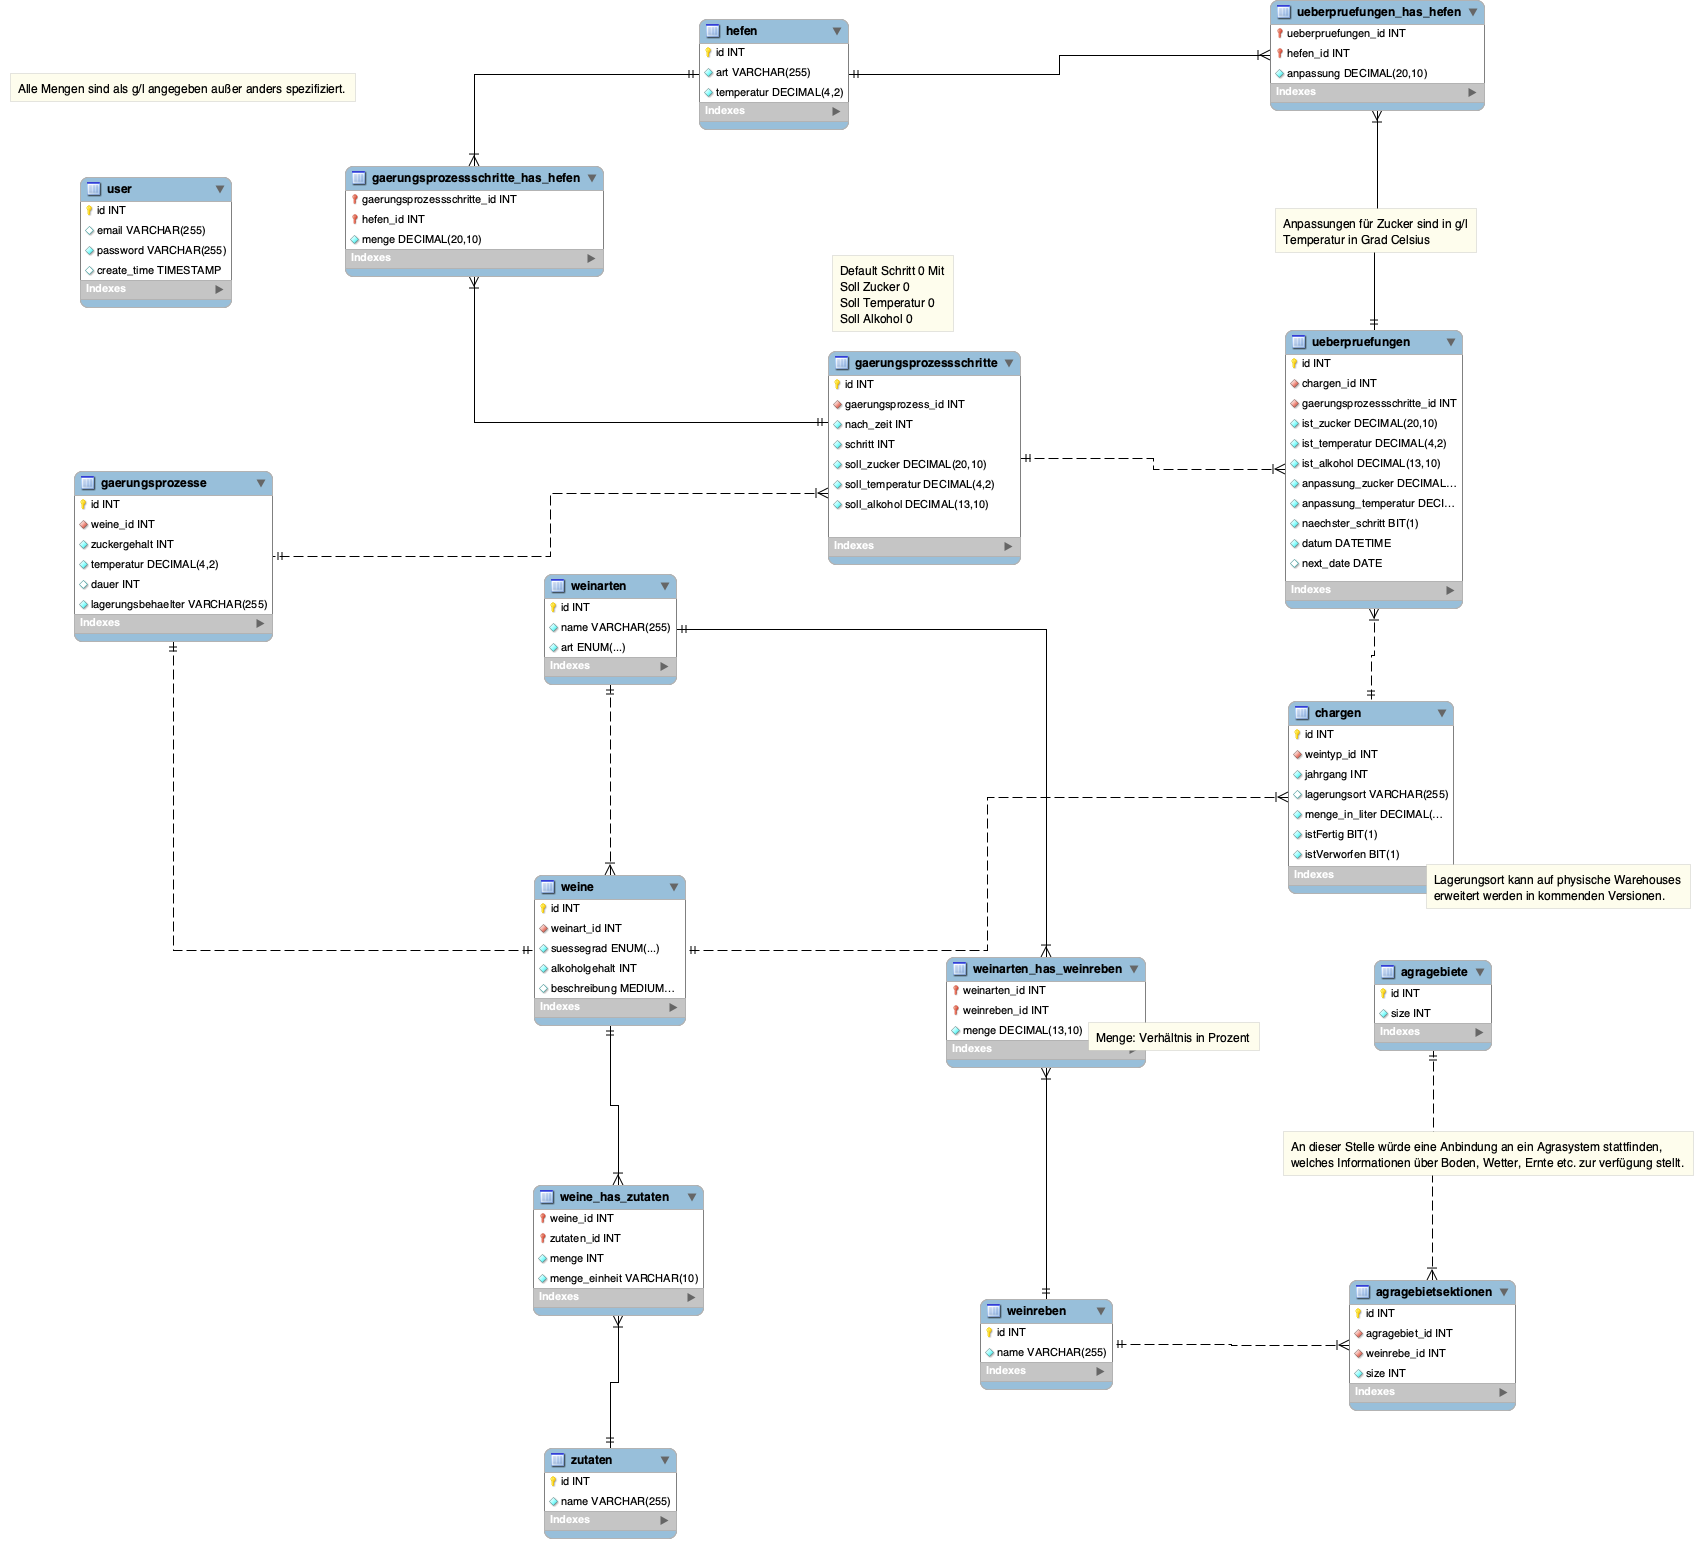 hefen
id INT
art VARCHAR(255)
temperatur DECIMAL(4,2)
Indexes
ueberpruefungen_has_hefen
ueberpruefungen_id INT
hefen_id INT
anpassung DECIMAL(20,10)
Indexes
Alle Mengen sind als g/l angegeben außer anders spezifiziert.
user
id INT
email VARCHAR(255)
password VARCHAR(255)
create_time TIMESTAMP
Indexes
gaerungsprozessschritte_has_hefen
gaerungsprozessschritte_id INT
hefen_id INT
menge DECIMAL(20,10)
Indexes
Anpassungen für Zucker sind in g/l
Temperatur in Grad Celsius
Default Schritt 0 Mit
Soll Zucker 0
Soll Temperatur 0
Soll Alkohol 0
gaerungsprozessschritte
id INT
gaerungsprozess_id INT
nach_zeit INT
schritt INT
soll_zucker DECIMAL(20,10)
soll_temperatur DECIMAL(4,2)
soll_alkohol DECIMAL(13,10)
Indexes
ueberpruefungen
id INT
chargen_id INT
gaerungsprozessschritte_id INT
ist_zucker DECIMAL(20,10)
ist_temperatur DECIMAL(4,2)
ist_alkohol DECIMAL(13,10)
anpassung_zucker DECIMAL...
anpassung_temperatur DECI...
naechster_schritt BIT(1)
datum DATETIME
next_date DATE
Indexes
gaerungsprozesse
id INT
weine_id INT
zuckergehalt INT
temperatur DECIMAL(4,2)
dauer INT
lagerungsbehaelter VARCHAR(255)
Indexes
weinarten
id INT
name VARCHAR(255)
art ENUM(...)
Indexes
chargen
id INT
weintyp_id INT
jahrgang INT
lagerungsort VARCHAR(255)
menge_in_liter DECIMAL(...
istFertig BIT(1)
istVerworfen BIT(1)
Indexes
Lagerungsort kann auf physische Warehouses
erweitert werden in kommenden Versionen.
weine
id INT
weinart_id INT
suessegrad ENUM(...)
alkoholgehalt INT
beschreibung MEDIUM...
Indexes
weinarten_has_weinreben
weinarten_id INT
weinreben_id INT
menge DECIMAL(13,10)
Indexes
Menge: Verhältnis in Prozent
agragebiete
id INT
size INT
Indexes
An dieser Stelle würde eine Anbindung an ein Agrasystem stattfinden,
welches Informationen über Boden, Wetter, Ernte etc. zur verfügung stellt.
weine_has_zutaten
weine_id INT
zutaten_id INT
menge INT
menge_einheit VARCHAR(10)
Indexes
weinreben
id INT
name VARCHAR(255)
Indexes
agragebietsektionen
id INT
agragebiet_id INT
weinrebe_id INT
size INT
Indexes
zutaten
id INT
name VARCHAR(255)
Indexes